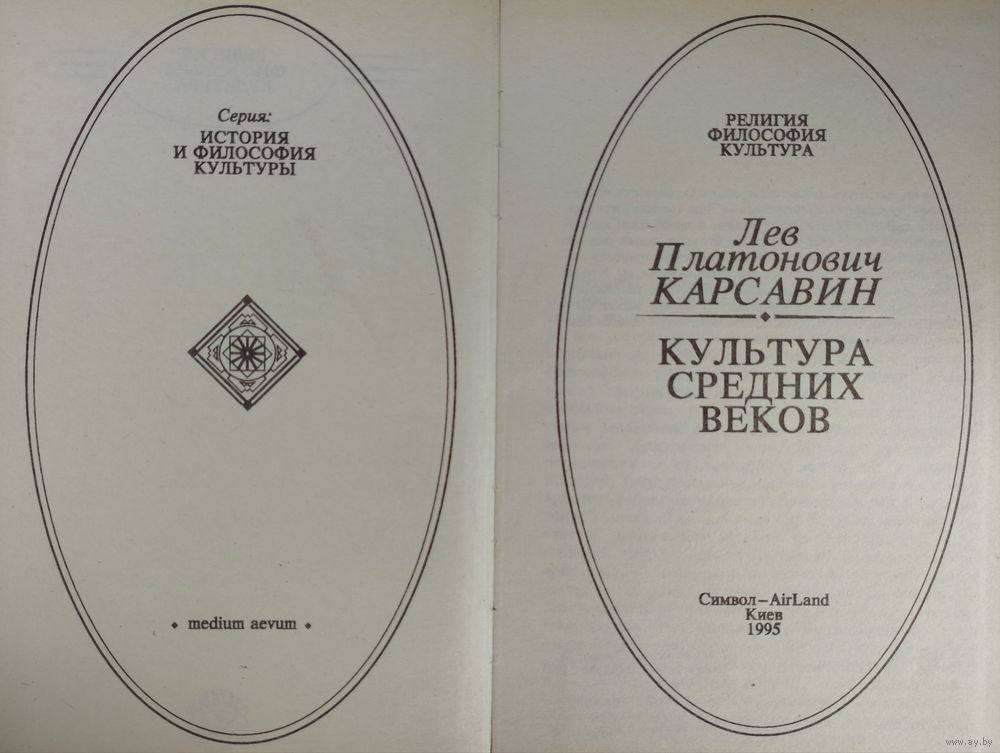 Серия:
ИСТОРИЯ
И ФИЛОСОФИЯ
КУЛЬТУРЫ
medium aevum
РЕЛИГИЯ
ФИЛОСОФИЯ
КУЛЬТУРА
Лев
Платонович
КАРСАВИН
КУЛЬТУРА
СРЕДНИХ
ВЕКОВ
Символ–AirLand
Киев
1995
www.ay.by